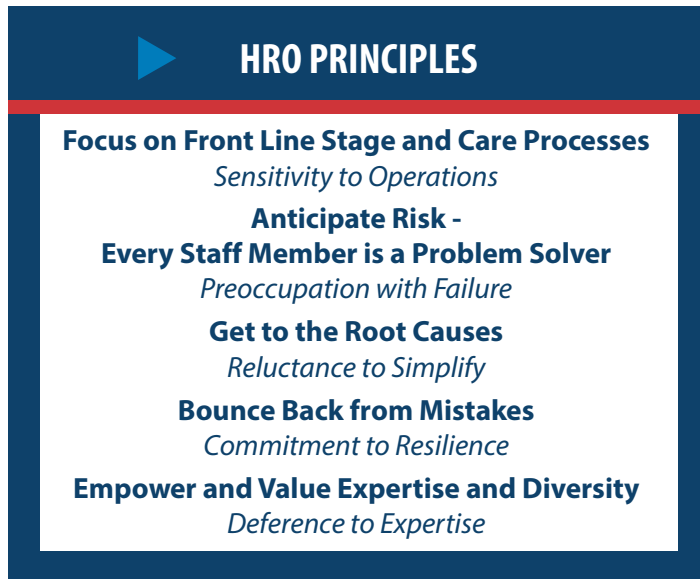 HRO PRINCIPLES
Focus on Front Line Stage and Care Processes
Sensitivity to Operations
Anticipate Risk -
Every Staff Member is a Problem Solver
Preoccupation with Failure
Get to the Root Causes
Reluctance to Simplify
Bounce Back from Mistakes
Commitment to Resilience
Empower and Value Expertise and Diversity
Deference to Expertise